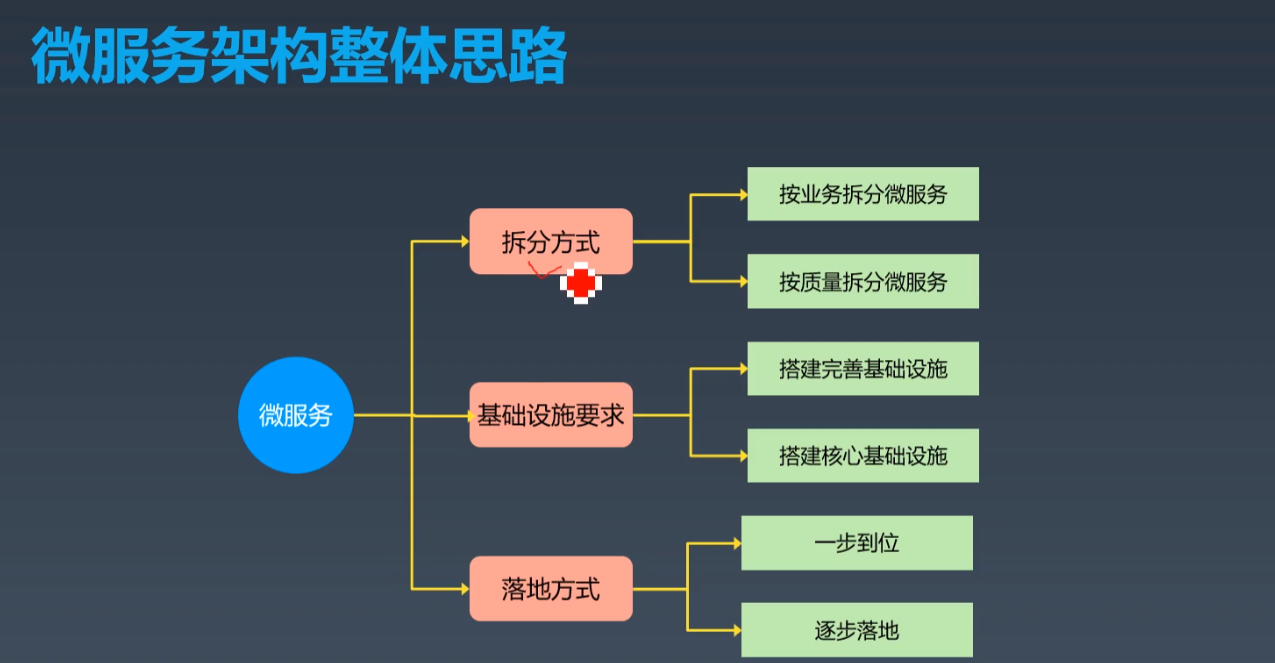 微服务架构整体思路
微服务
拆分方式
按业务拆分微服务
按质量拆分微服务
基础设施要求
搭建完善基础设施
搭建核心基础设施
落地方式
一步到位
逐步落地